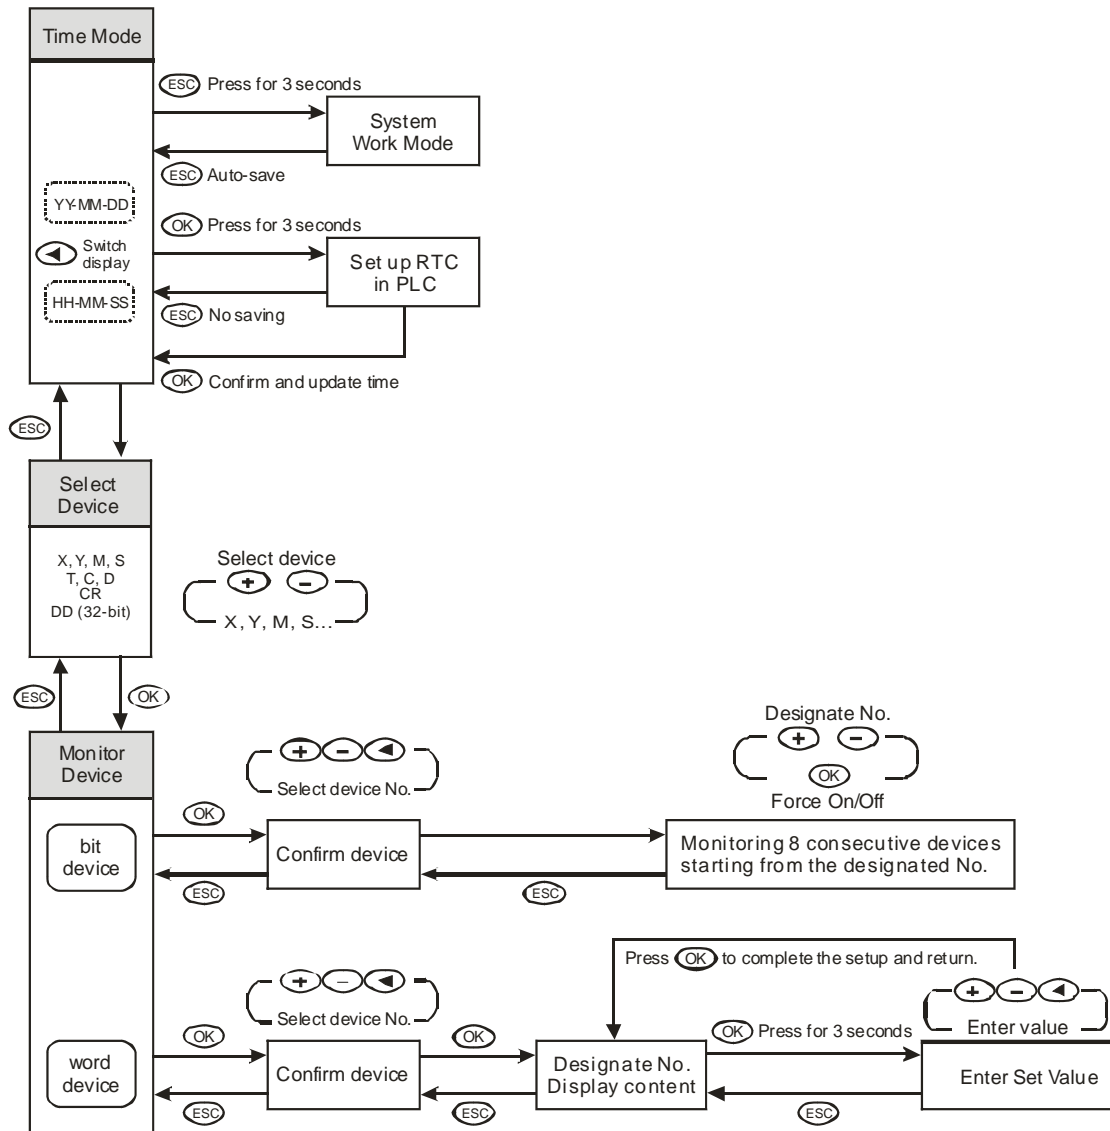 Time Mode
ESC Press for 3 seconds
System
Work Mode
ESC Auto-save
YY-MM-DD
OK Press for 3 seconds
Switch
display
Set up RTC
in PLC
HH-MM-SS
ESC No saving
OK Confirm and update time
ESC
Select
Device
X, Y, M, S
T, C, D
CR
DD (32-bit)
Select device
+ −
X, Y, M, S...
ESC
OK
Monitor
Device
+ − ◀
Select device No.
Designate No.
+ −
OK
Force On/Off
bit
device
OK
Confirm device
Monitoring 8 consecutive devices
starting from the designated No.
ESC
ESC
Press OK to complete the setup and return.
+ − ◀
Select device No.
+ − ◀
Enter value
word
device
OK
Confirm device
OK
Designate No.
Display content
OK Press for 3 seconds
Enter Set Value
ESC
ESC
ESC